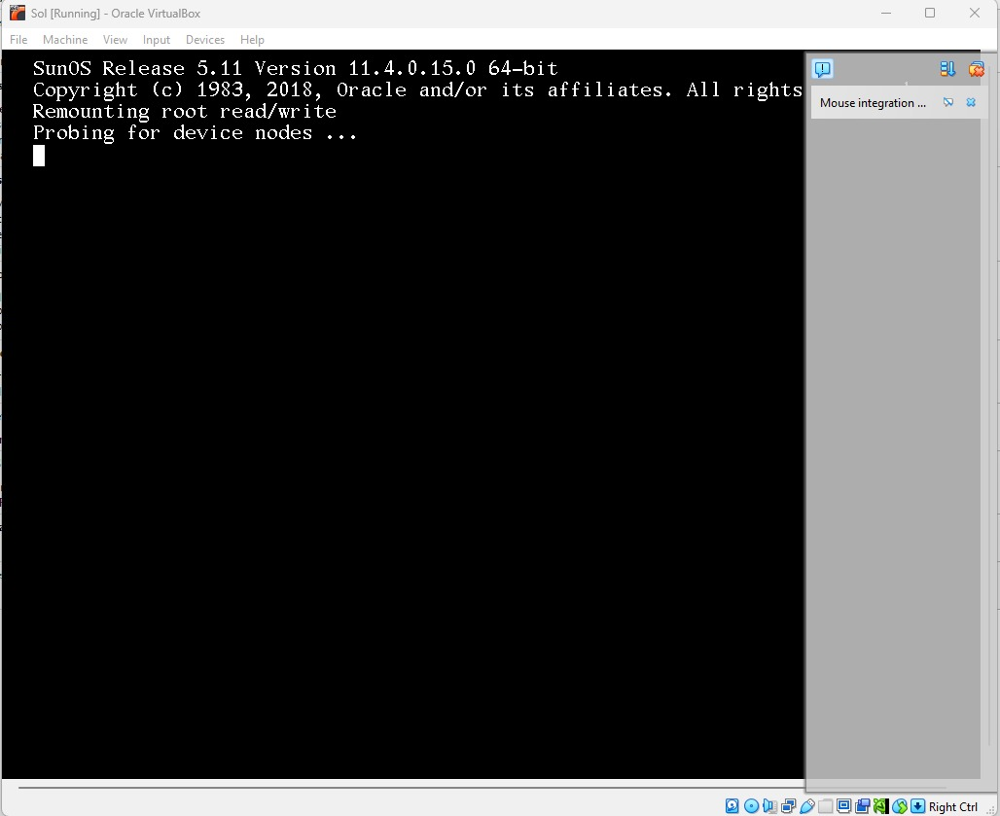 Sol [Running] - Oracle VirtualBox
File Machine View Input Devices Help
SunOS Release 5.11 Version 11.4.0.15.0 64-bit
Copyright (c) 1983, 2018, Oracle and/or its affiliates. All rights
Remounting root read/write
Probing for device nodes ...
Mouse integration ...
Right Ctrl